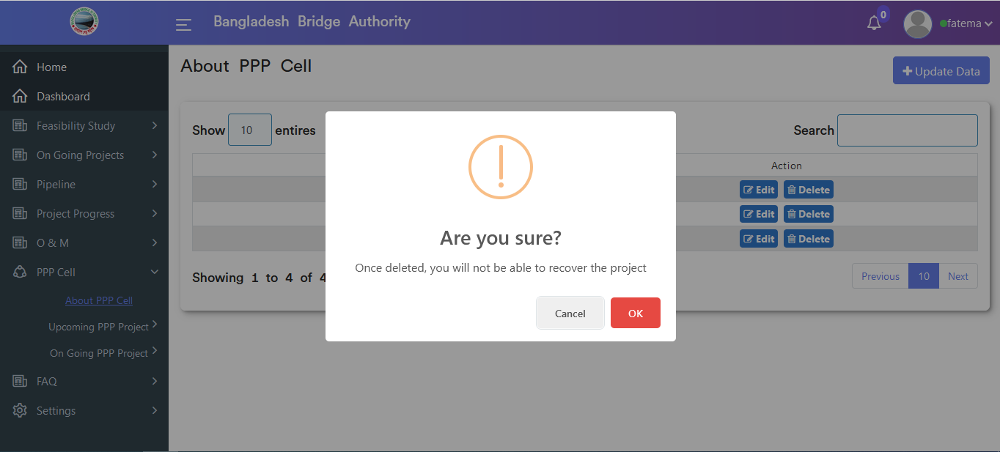 Bangladesh Bridge Authority
0
fatema
Home
Dashboard
Feasibility Study
On Going Projects
Pipeline
Project Progress
O & M
PPP Cell
About PPP Cell
Upcoming PPP Project
On Going PPP Project
FAQ
Settings
About PPP Cell
Update Data
Show 10 entires
Search
Action
Edit Delete
Edit Delete
Edit Delete
Showing 1 to 4 of 4
Previous 10 Next
Are you sure?
Once deleted, you will not be able to recover the project
Cancel OK